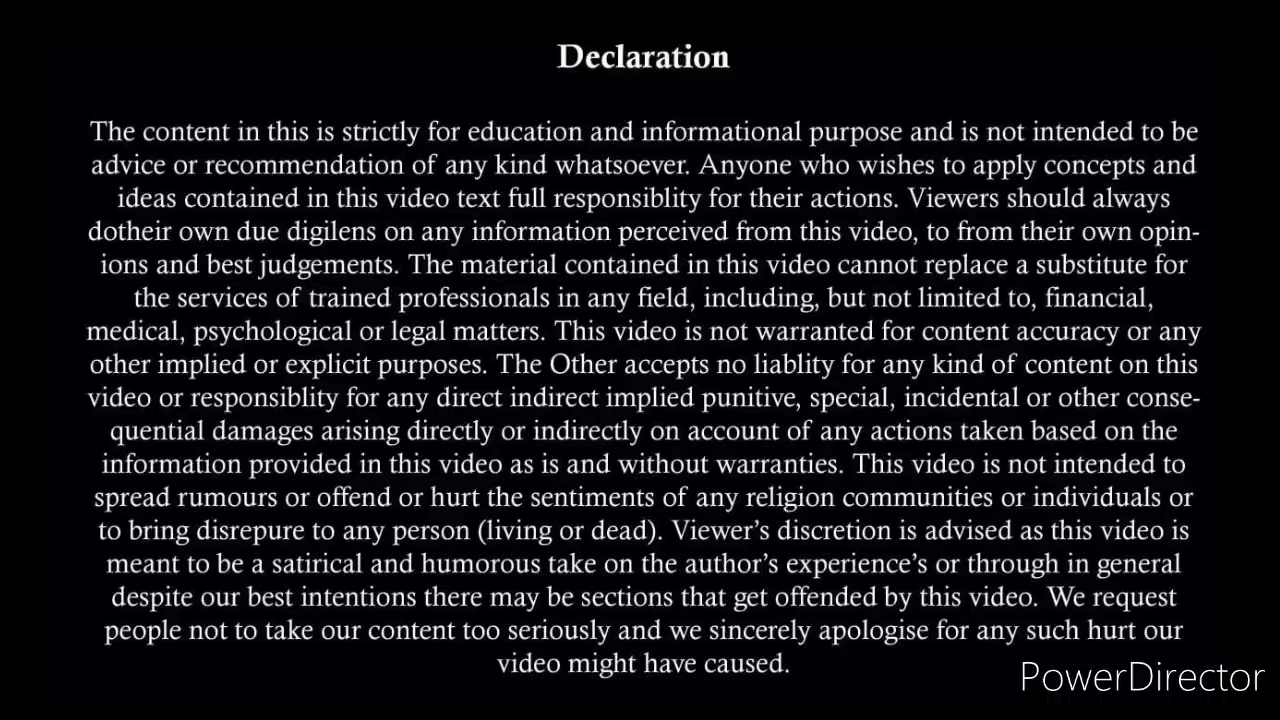 Declaration
The content in this is strictly for education and informational purpose and is not intended to be
advice or recommendation of any kind whatsoever. Anyone who wishes to apply concepts and
ideas contained in this video text full responsiblity for their actions. Viewers should always
dotheir own due digilens on any information perceived from this video, to from their own opin-
ions and best judgements. The material contained in this video cannot replace a substitute for
the services of trained professionals in any field, including, but not limited to, financial,
medical, psychological or legal matters. This video is not warranted for content accuracy or any
other implied or explicit purposes. The Other accepts no liablity for any kind of content on this
video or responsiblity for any direct indirect implied punitive, special, incidental or other conse-
quential damages arising directly or indirectly on account of any actions taken based on the
information provided in this video as is and without warranties. This video is not intended to
spread rumours or offend or hurt the sentiments of any religion communities or individuals or
to bring disrepure to any person (living or dead). Viewer's discretion is advised as this video is
meant to be a satirical and humorous take on the author's experience's or through in general
despite our best intentions there may be sections that get offended by this video. We request
people not to take our content too seriously and we sincerely apologise for any such hurt our
video might have caused.
PowerDirector